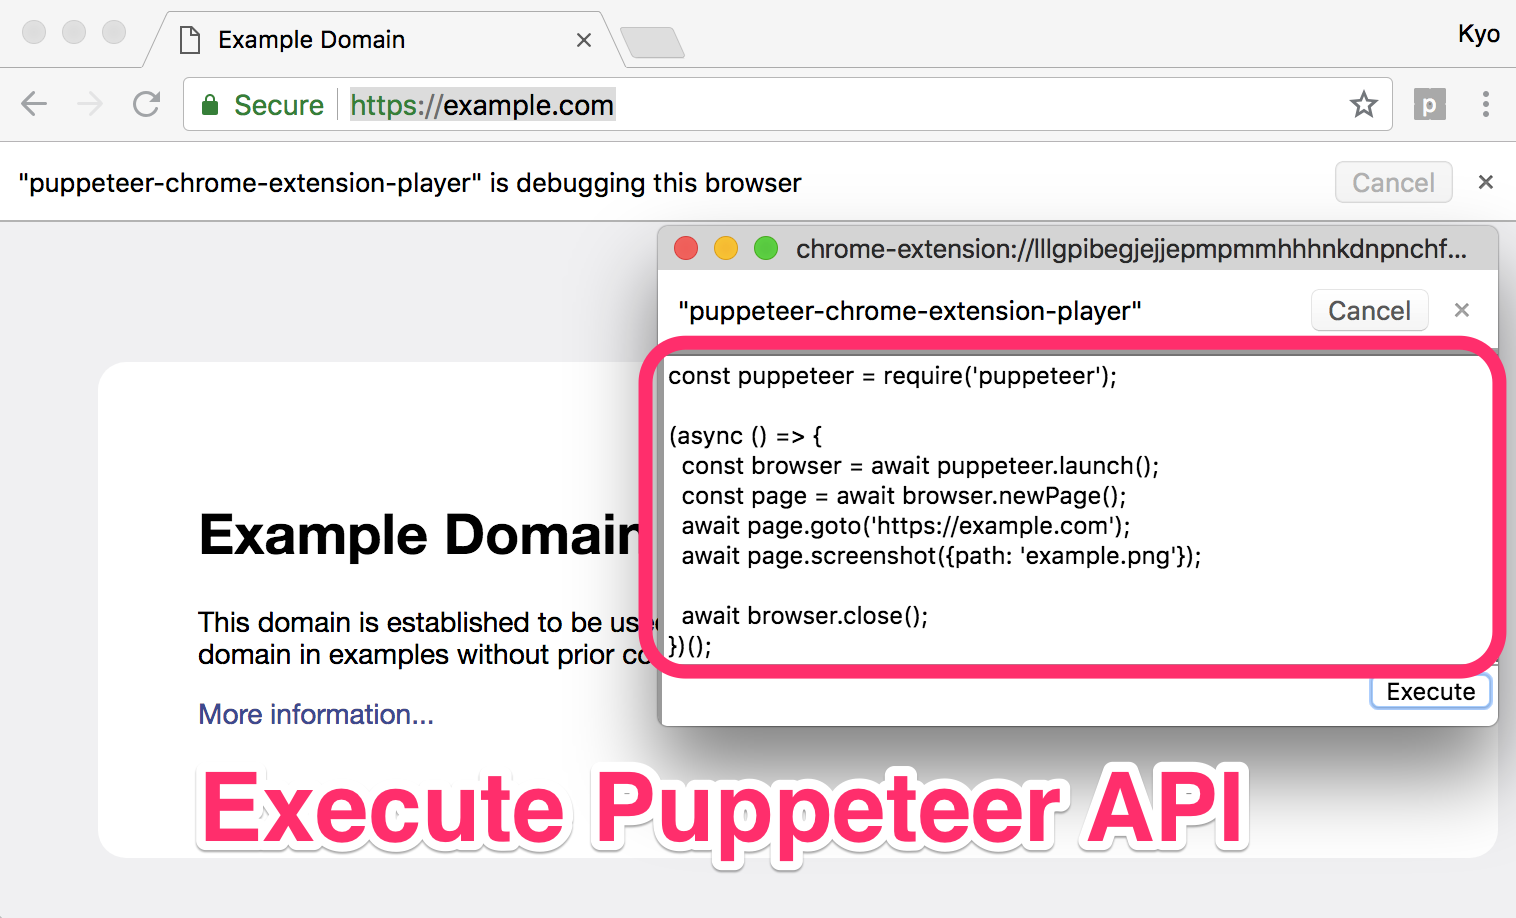 Example Domain
Kyo
Secure
https://example.com
p
"puppeteer-chrome-extension-player" is debugging this browser
Cancel
chrome-extension://lllgpibegjejjepmpmmhhhnkdnpnchf...
"puppeteer-chrome-extension-player"
Cancel
const puppeteer = require('puppeteer');
(async () => {
const browser = await puppeteer.launch();
const page = await browser.newPage();
await page.goto('https://example.com');
await page.screenshot({path: 'example.png'});
await browser.close();
})();
Execute
Example Domain
This domain is established to be use
domain in examples without prior co
More information...
Execute Puppeteer API